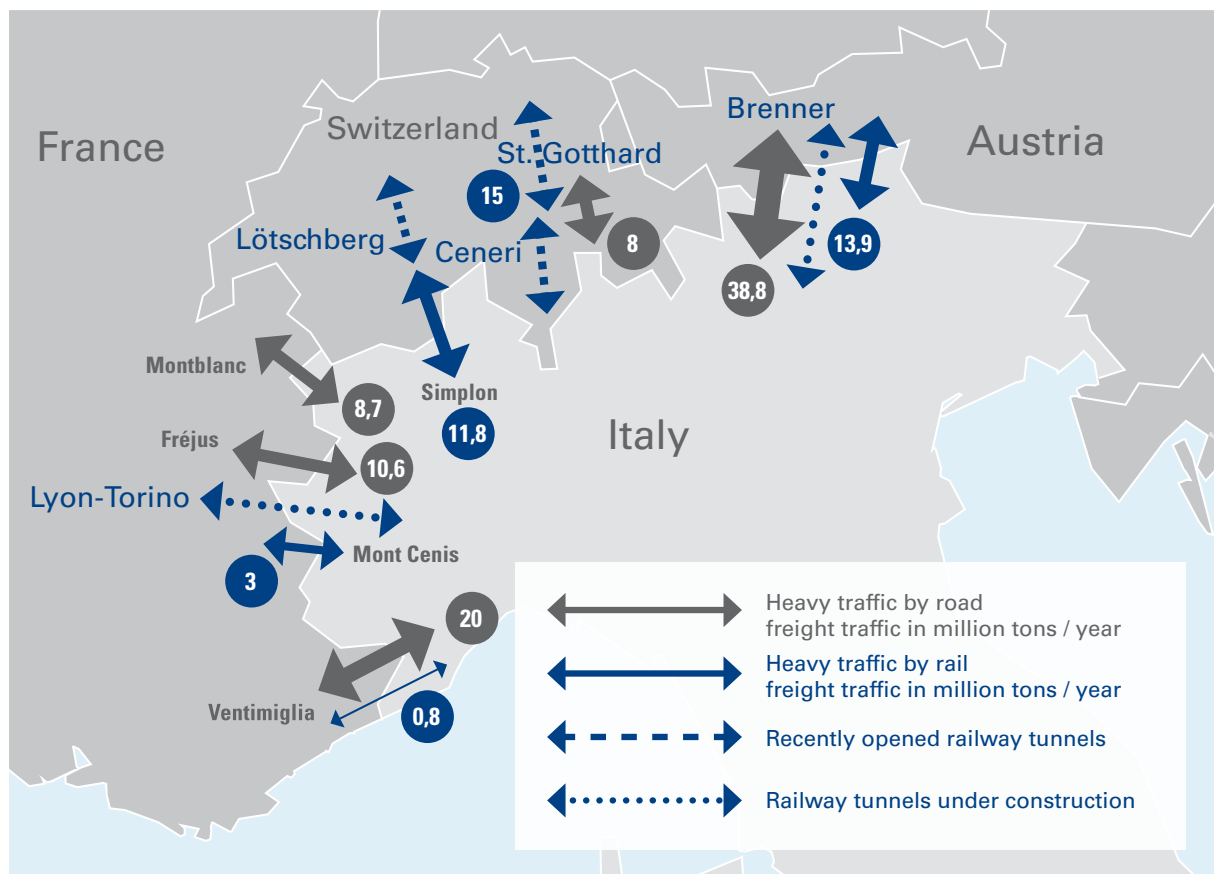 France
Switzerland
Brenner
Austria
St. Gotthard
15
Lötschberg
Ceneri
8
13,9
38,8
Montblanc
8,7
Simplon
11,8
Fréjus
10,6
Italy
Lyon-Torino
Mont Cenis
3
20
Ventimiglia
0,8
Heavy traffic by road
freight traffic in million tons / year
Heavy traffic by rail
freight traffic in million tons / year
Recently opened railway tunnels
Railway tunnels under construction